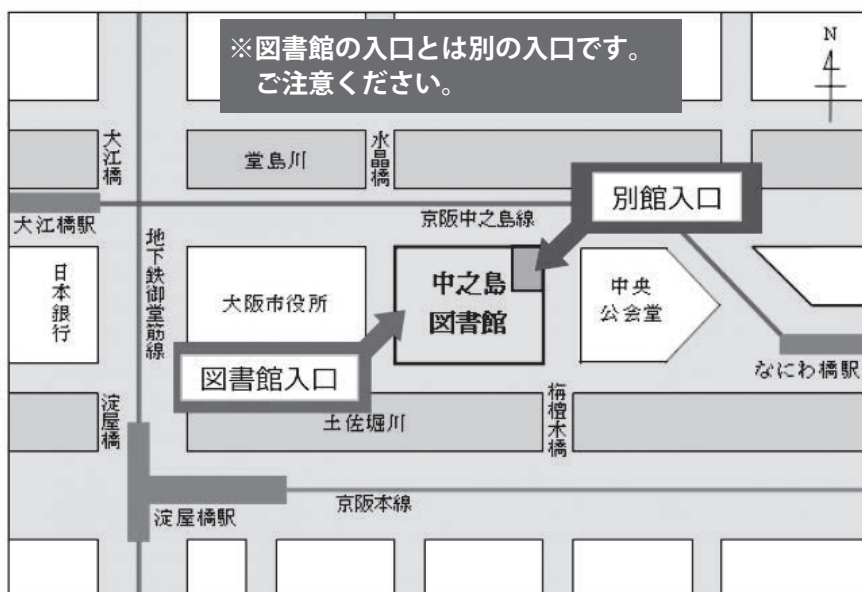 ※図書館の入口とは別の入口です。
ご注意ください。
N
大江橋
堂島川
水晶橋
別館入口
大江橋駅
京阪中之島線
日本銀行
地下鉄御堂筋線
大阪市役所
中之島
図書館
中央
公会堂
図書館入口
なにわ橋駅
淀屋橋
土佐堀川
栴檀木橋
淀屋橋駅
京阪本線